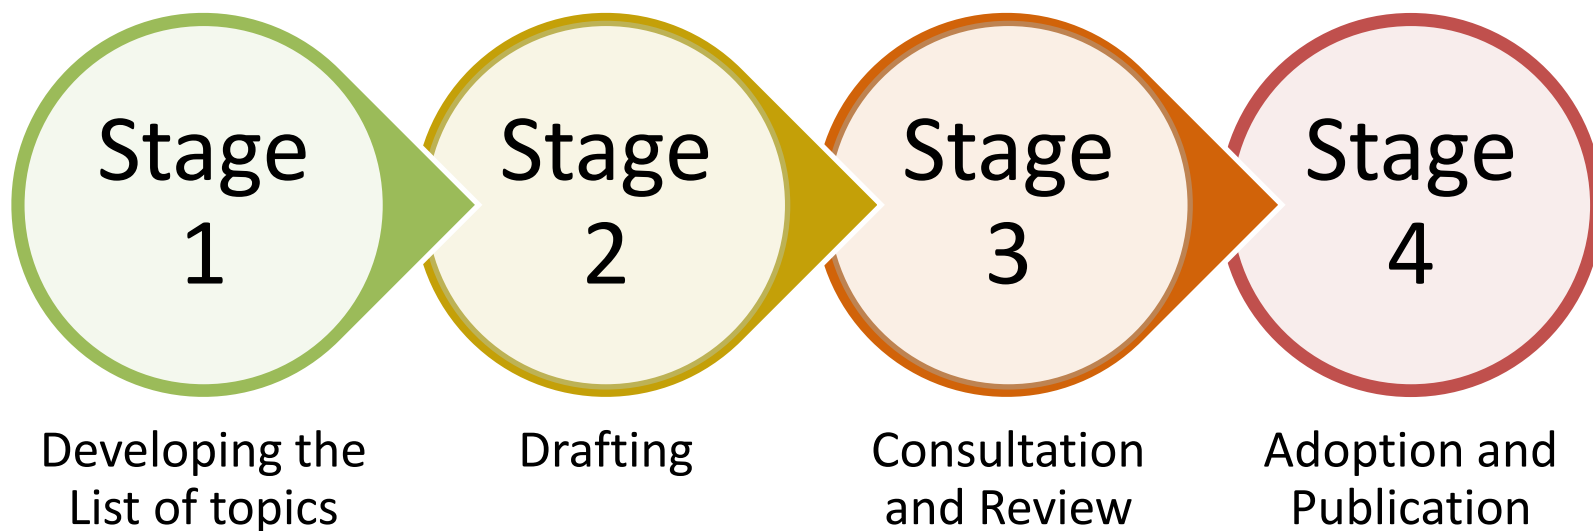 Stage
1
Stage
2
Stage
3
Stage
4
Developing the
List of topics
Drafting
Consultation
and Review
Adoption and
Publication